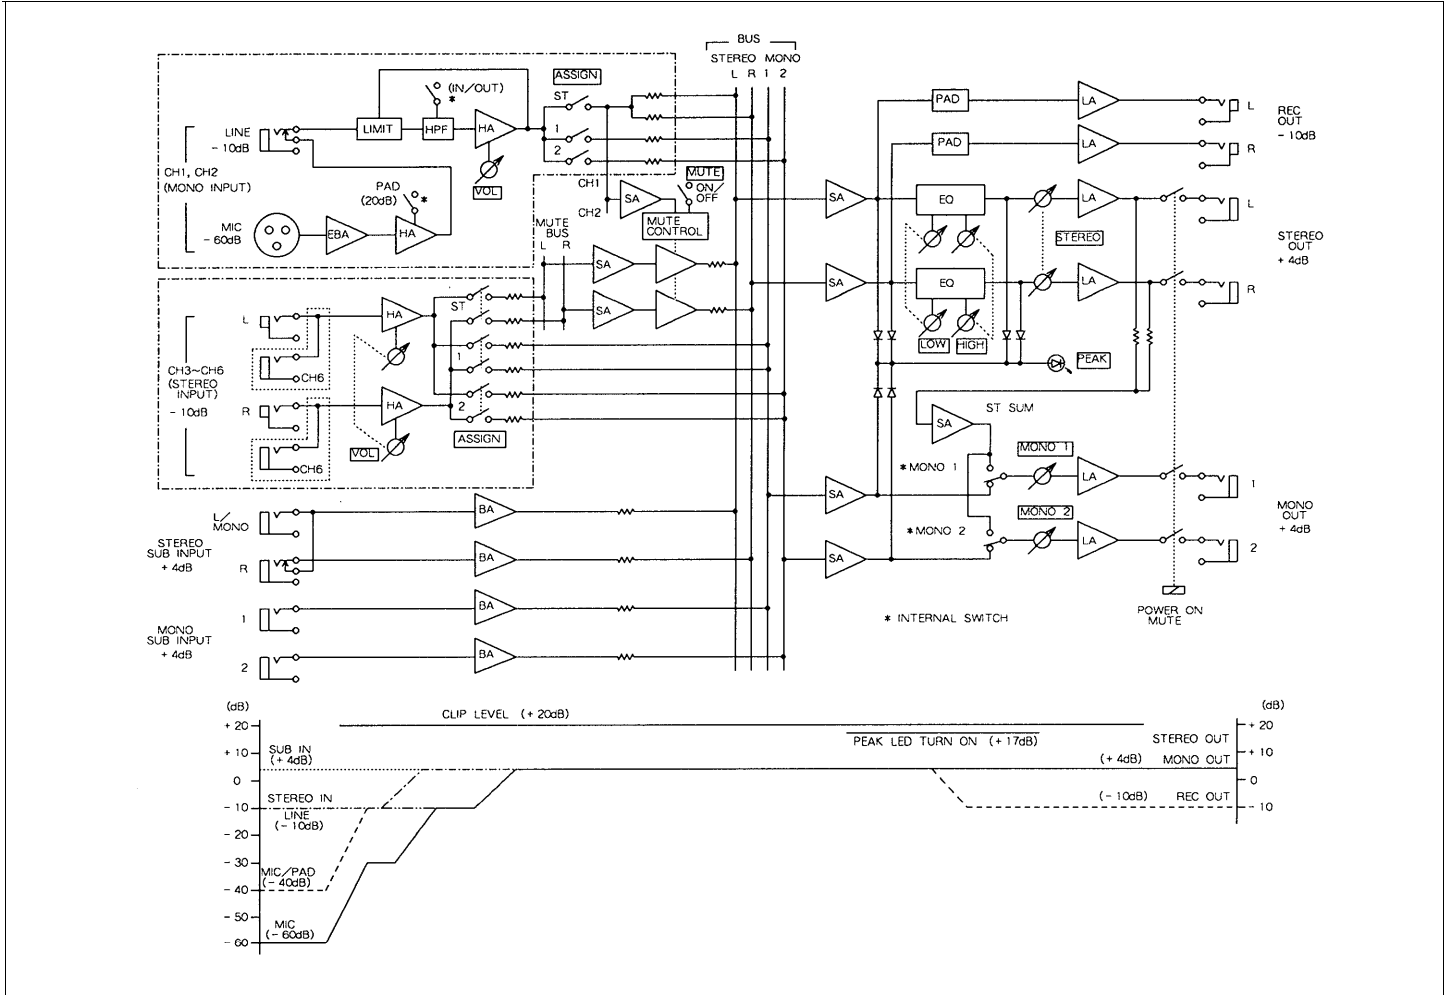 BUS
STEREO MONO
L R 1 2
ASSIGN
(IN/OUT)
*
ST
1
2
LINE
- 10dB
LIMIT
HPF
HA
VOL
CH1, CH2
(MONO INPUT)
PAD
(20dB) *
MIC
- 60dB
EBA
HA
CH1
CH2
SA
MUTE
ON/
OFF
MUTE
CONTROL
MUTE
BUS
L R
SA
SA
ST
1
2
ASSIGN
L
HA
CH6
CH3~CH6
(STEREO
INPUT)
- 10dB
R
HA
CH6
VOL
L/
MONO
BA
STEREO
SUB INPUT
+ 4dB
R
BA
1
BA
MONO
SUB INPUT
+ 4dB
2
BA
PAD
LA
L
REC
OUT
- 10dB
PAD
LA
R
SA
EQ
LA
L
STEREO
STEREO
OUT
+ 4dB
SA
EQ
LA
R
LOW
HIGH
PEAK
SA
ST SUM
* MONO 1
MONO 1
SA
LA
1
MONO
OUT
+ 4dB
* MONO 2
MONO 2
SA
LA
2
POWER ON
MUTE
* INTERNAL SWITCH
(dB)
+ 20
+ 10
0
- 10
- 20
- 30
- 40
- 50
- 60
CLIP LEVEL (+ 20dB)
SUB IN
(+ 4dB)
STEREO IN
LINE
(- 10dB)
MIC/PAD
(- 40dB)
MIC
(- 60dB)
PEAK LED TURN ON (+ 17dB)
STEREO OUT
(+ 4dB) MONO OUT
(- 10dB) REC OUT
(dB)
+ 20
+ 10
0
- 10